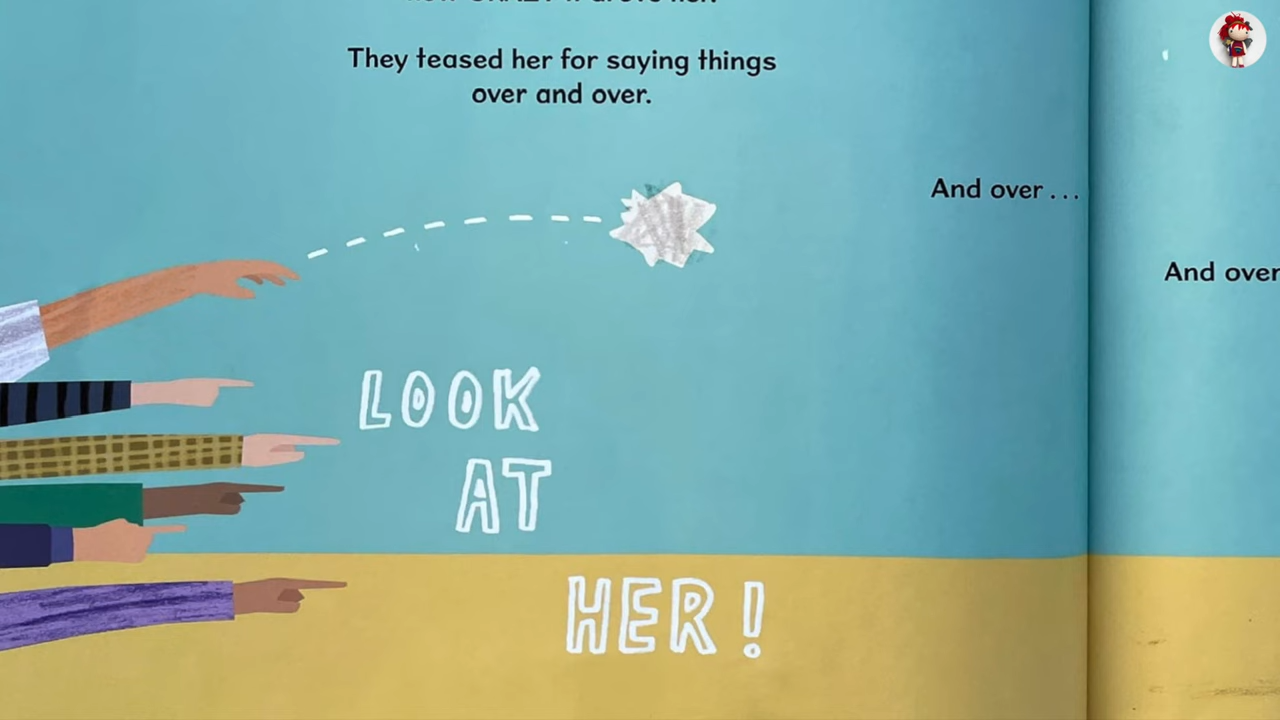 They teased her for saying things
over and over.
And over ...
And over
LOOK
AT
HER!